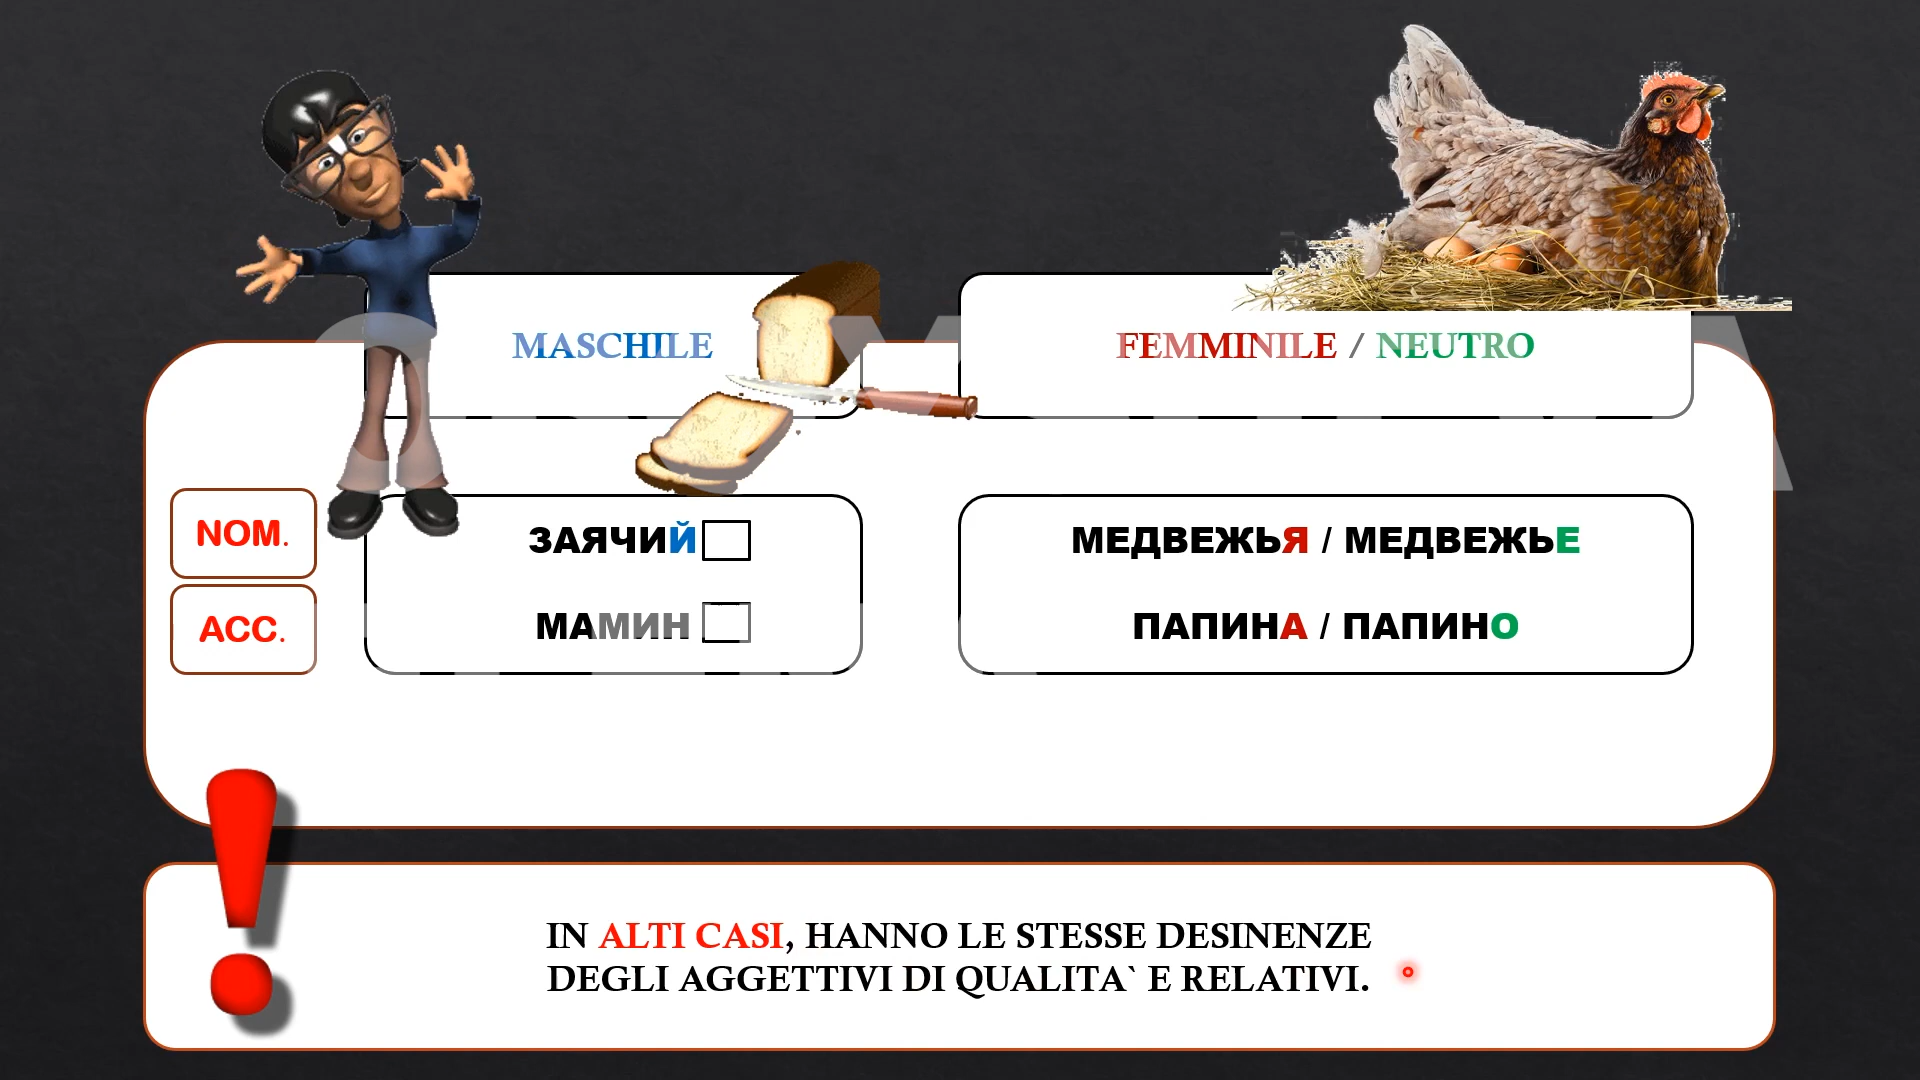 MASCHILE
FEMMINILE / NEUTRO
NOM.
ЗАЯЧИЙ
МЕДВЕЖЬЯ / МЕДВЕЖЬЕ
ACC.
МАМИН
ПАПИНА / ПАПИНО
IN ALTI CASI, HANNO LE STESSE DESINENZE
DEGLI AGGETTIVI DI QUALITA` E RELATIVI.